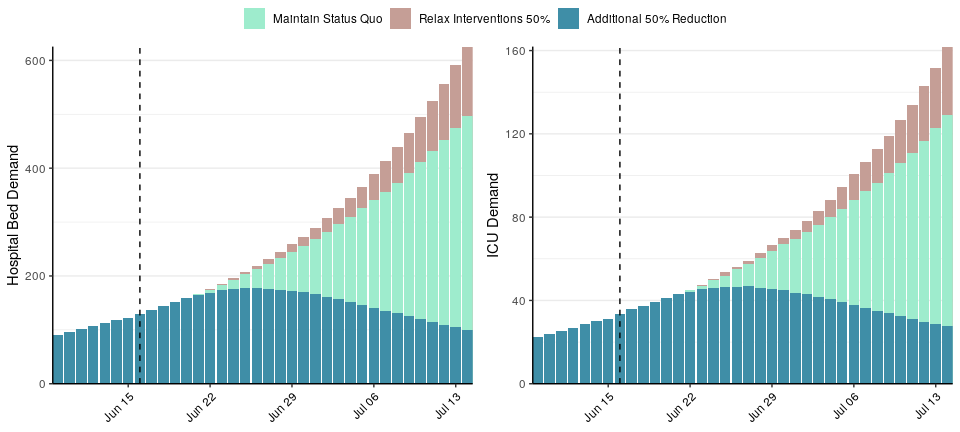 Maintain Status Quo Relax Interventions 50% Additional 50% Reduction
Hospital Bed Demand
600
400
200
0
Jun 15 Jun 22 Jun 29 Jul 06 Jul 13
ICU Demand
160
120
80
40
0
Jun 15 Jun 22 Jun 29 Jul 06 Jul 13